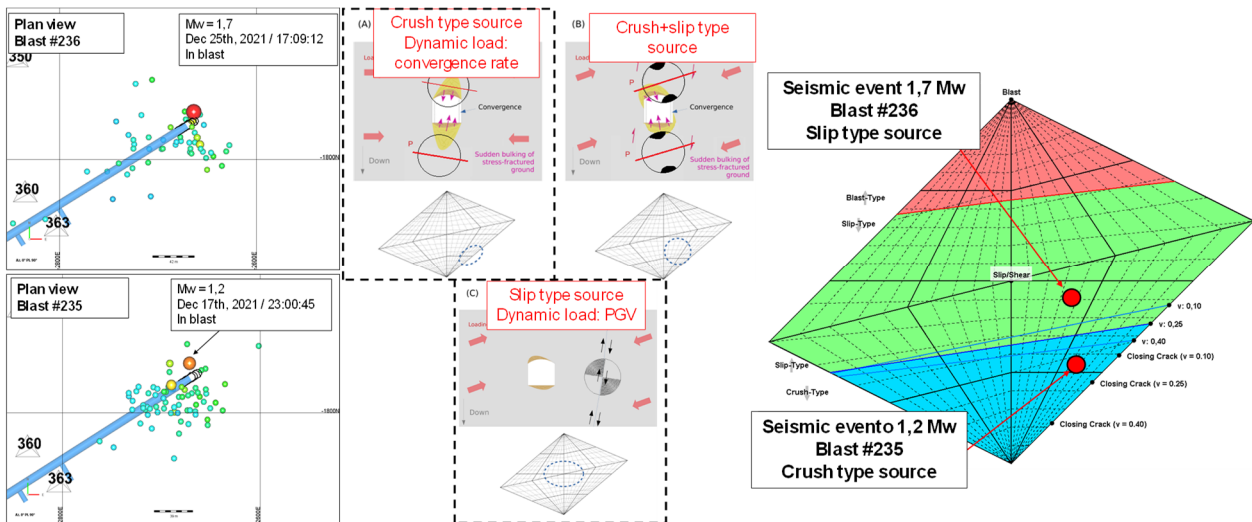 Plan view
Blast #236
Mw = 1,7
Dec 25th, 2021 / 17:09:12
In blast
350
360
363
-1800N
42 m
Plan view
Blast #235
Mw = 1,2
Dec 17th, 2021 / 23:00:45
In blast
360
363
-1800N
(A)
Crush type source
Dynamic load:
convergence rate
Convergence
P
Down
Sudden bulking of
stress-fractured
ground
(B)
Crush+slip type
source
P
Convergence
P
Down
Sudden bulking of
stress-fractured
ground
(C)
Slip type source
Dynamic load: PGV
Down
Seismic event 1,7 Mw
Blast #236
Slip type source
Blast
Blast-Type
Slip-Type
Slip/Shear
v: 0,10
v: 0,25
v: 0,40
Closing Crack (v = 0.10)
Closing Crack (v = 0.25)
Closing Crack (v = 0.40)
Slip-Type
Crush-Type
Seismic evento 1,2 Mw
Blast #235
Crush type source